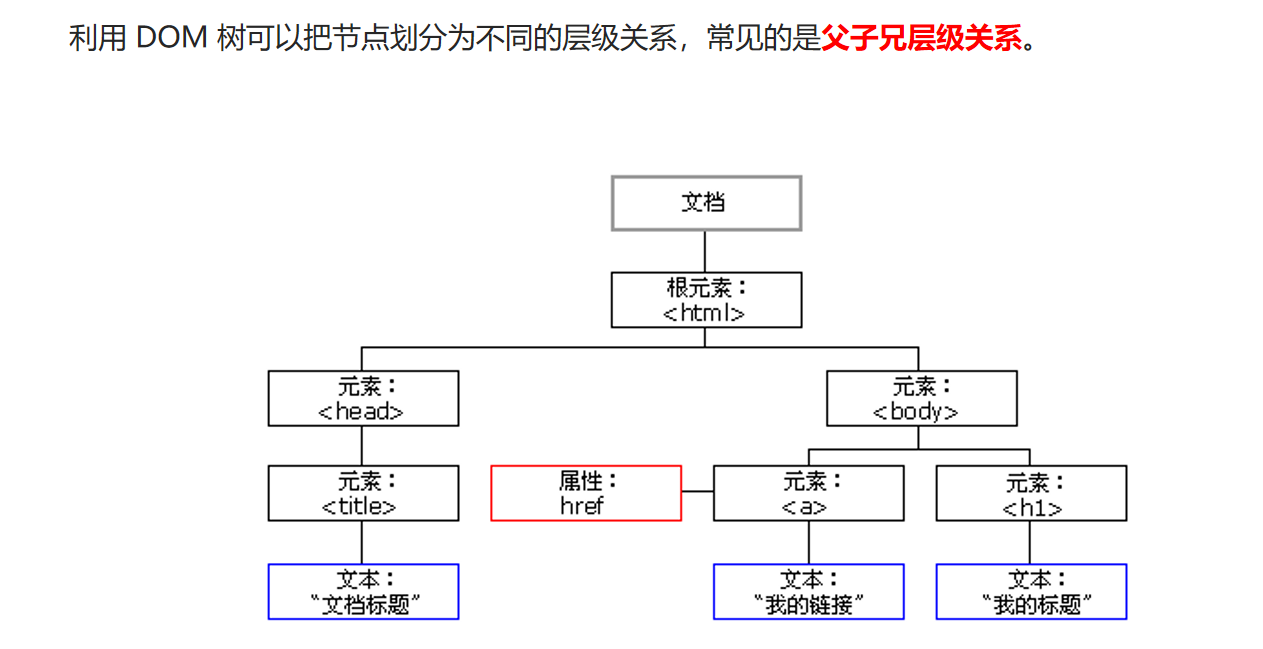 利用 DOM 树可以把节点划分为不同的层级关系，常见的是父子兄层级关系。
文档
根元素：
<html>
元素：
<head>
元素：
<body>
元素：
<title>
属性：
href
元素：
<a>
元素：
<h1>
文本：
“文档标题”
文本：
“我的链接”
文本：
“我的标题”